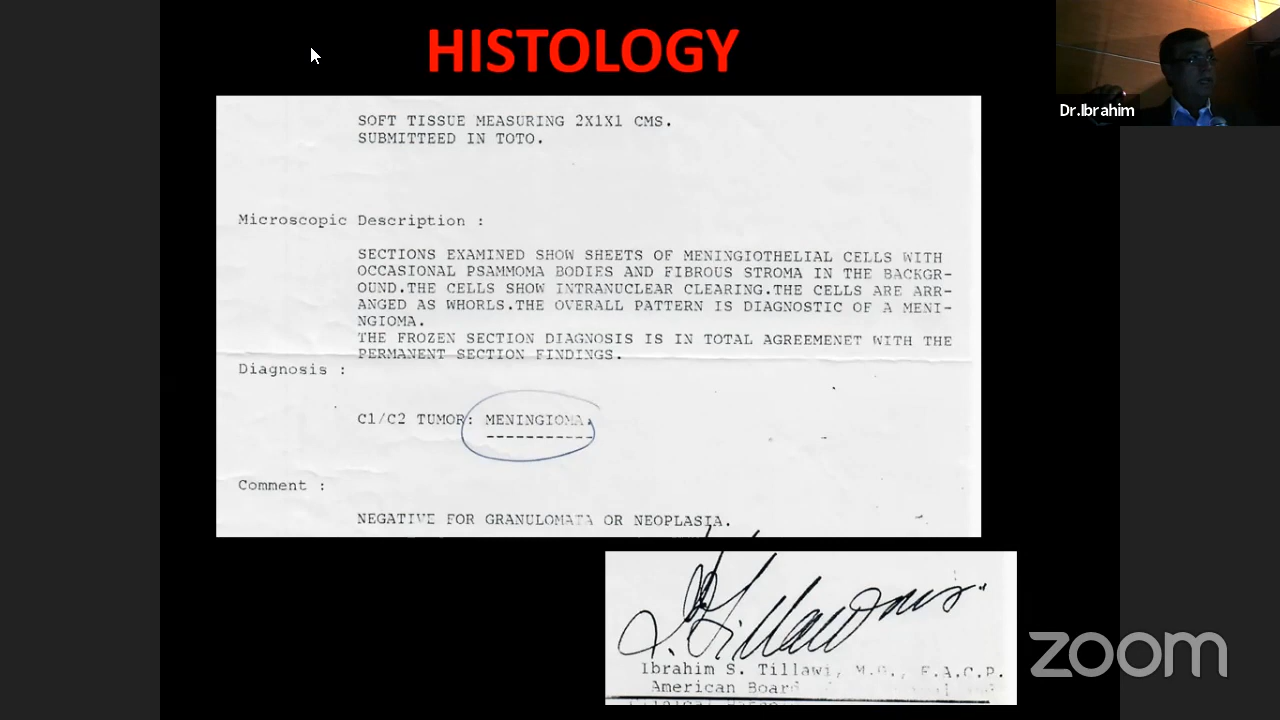 HISTOLOGY
Dr.Ibrahim
SOFT TISSUE MEASURING 2X1X1 CMS.
SUBMITTEED IN TOTO.
Microscopic Description :
SECTIONS EXAMINED SHOW SHEETS OF MENINGIOTHELIAL CELLS WITH
OCCASIONAL PSAMMOMA BODIES AND FIBROUS STROMA IN THE BACKGR-
OUND.THE CELLS SHOW INTRANUCLEAR CLEARING.THE CELLS ARE ARR-
ANGED AS WHORLS.THE OVERALL PATTERN IS DIAGNOSTIC OF A MENI-
NGIOMA.
THE FROZEN SECTION DIAGNOSIS IS IN TOTAL AGREEMENET WITH THE
PERMANENT SECTION FINDINGS.
Diagnosis :
C1/C2 TUMOR: MENINGIOMA.
Comment :
NEGATIVE FOR GRANULOMATA OR NEOPLASIA.
Ibrahim S. Tillawi, M.D., F.A.C.P.
American Board
zoom